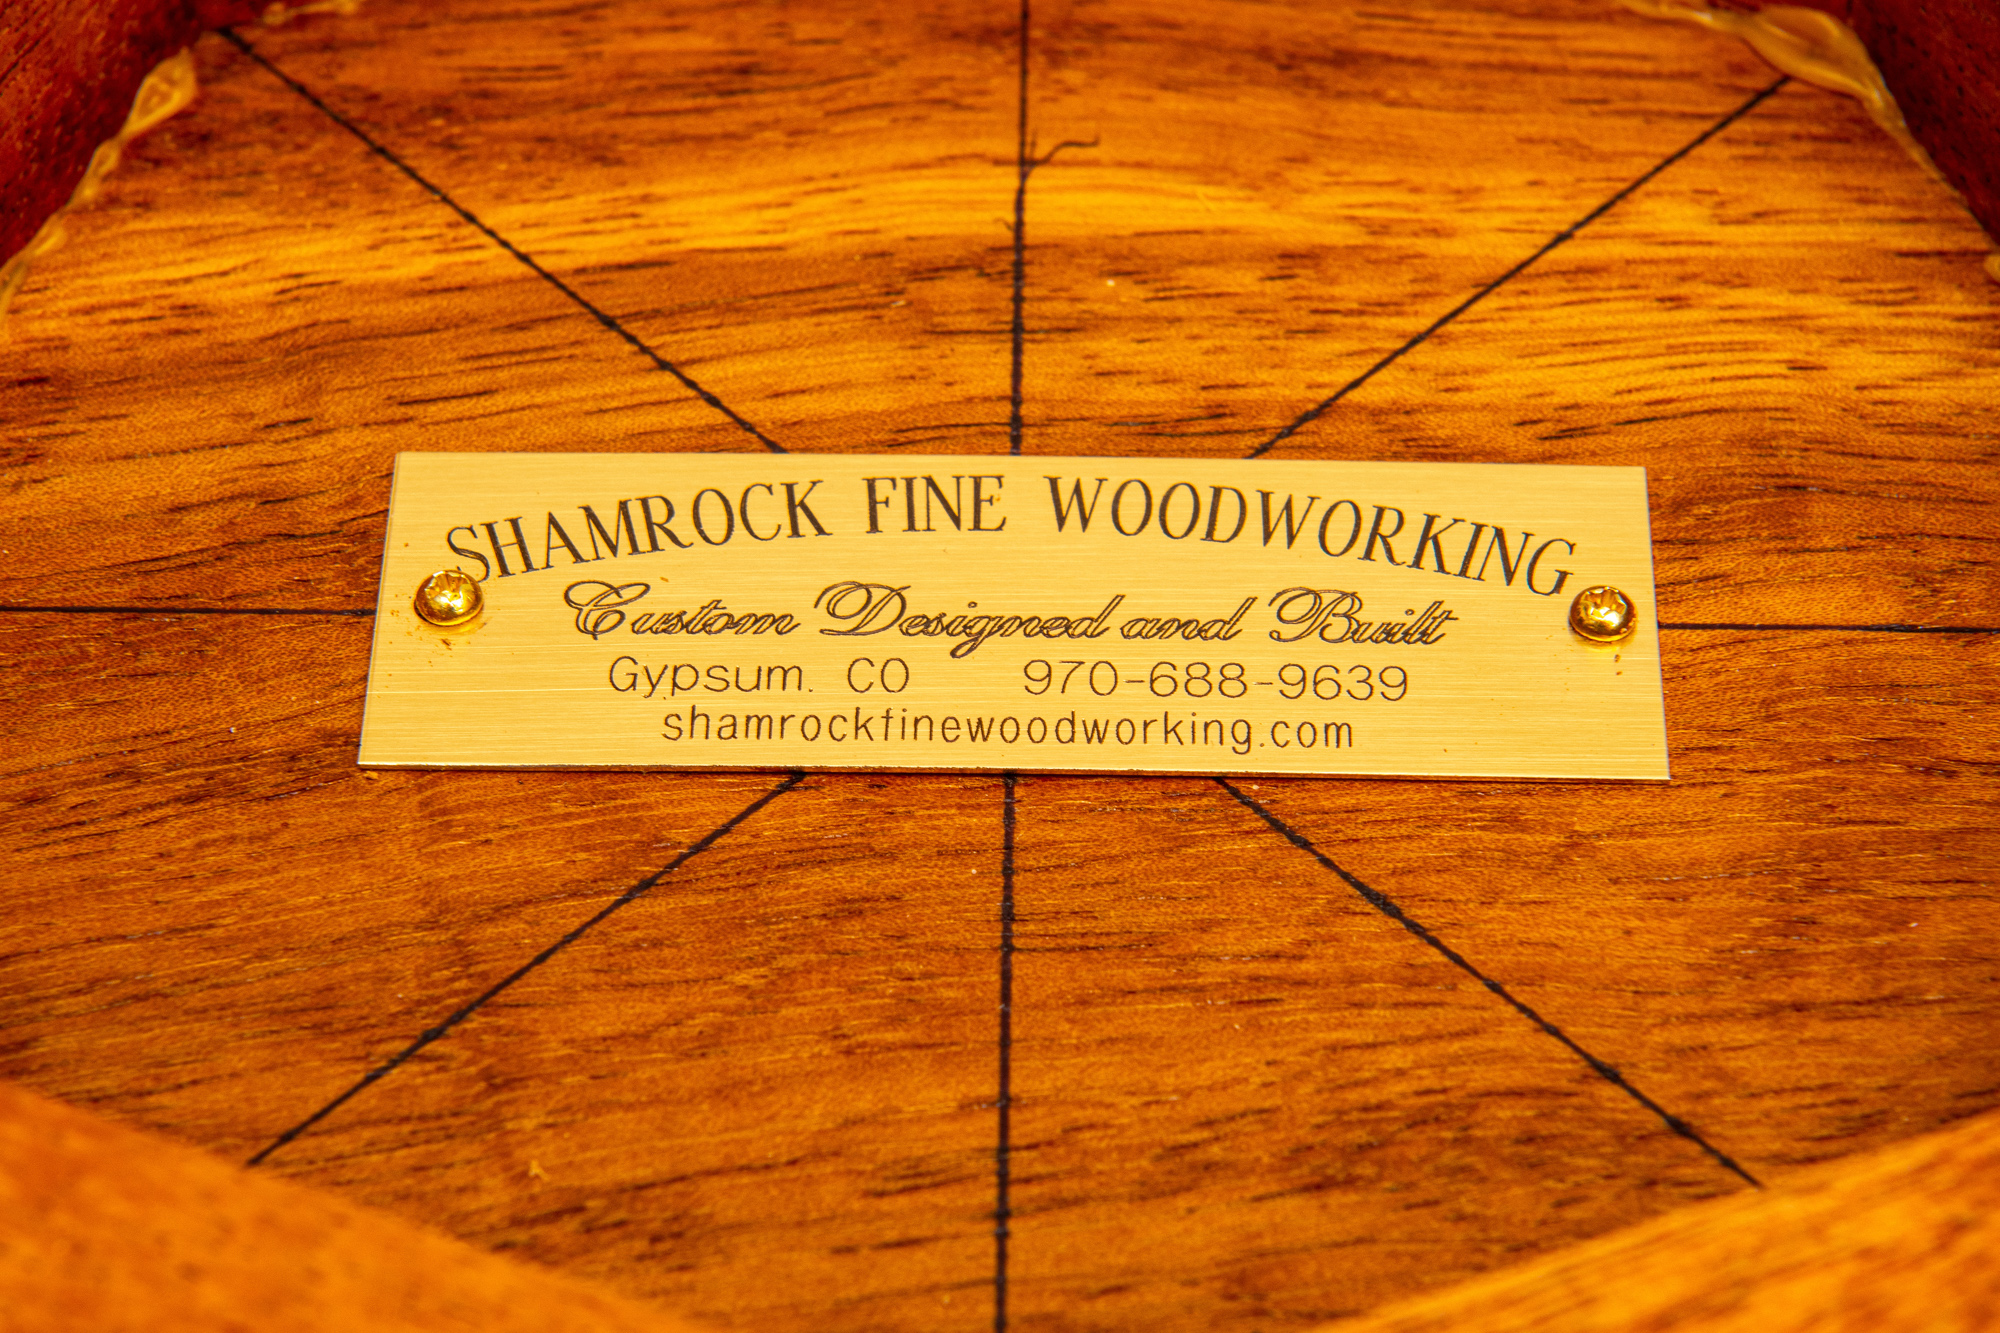 SHAMROCK FINE WOODWORKING
Custom Designed and Built
Gypsum, CO 970-688-9639
shamrockfinewoodworking.com